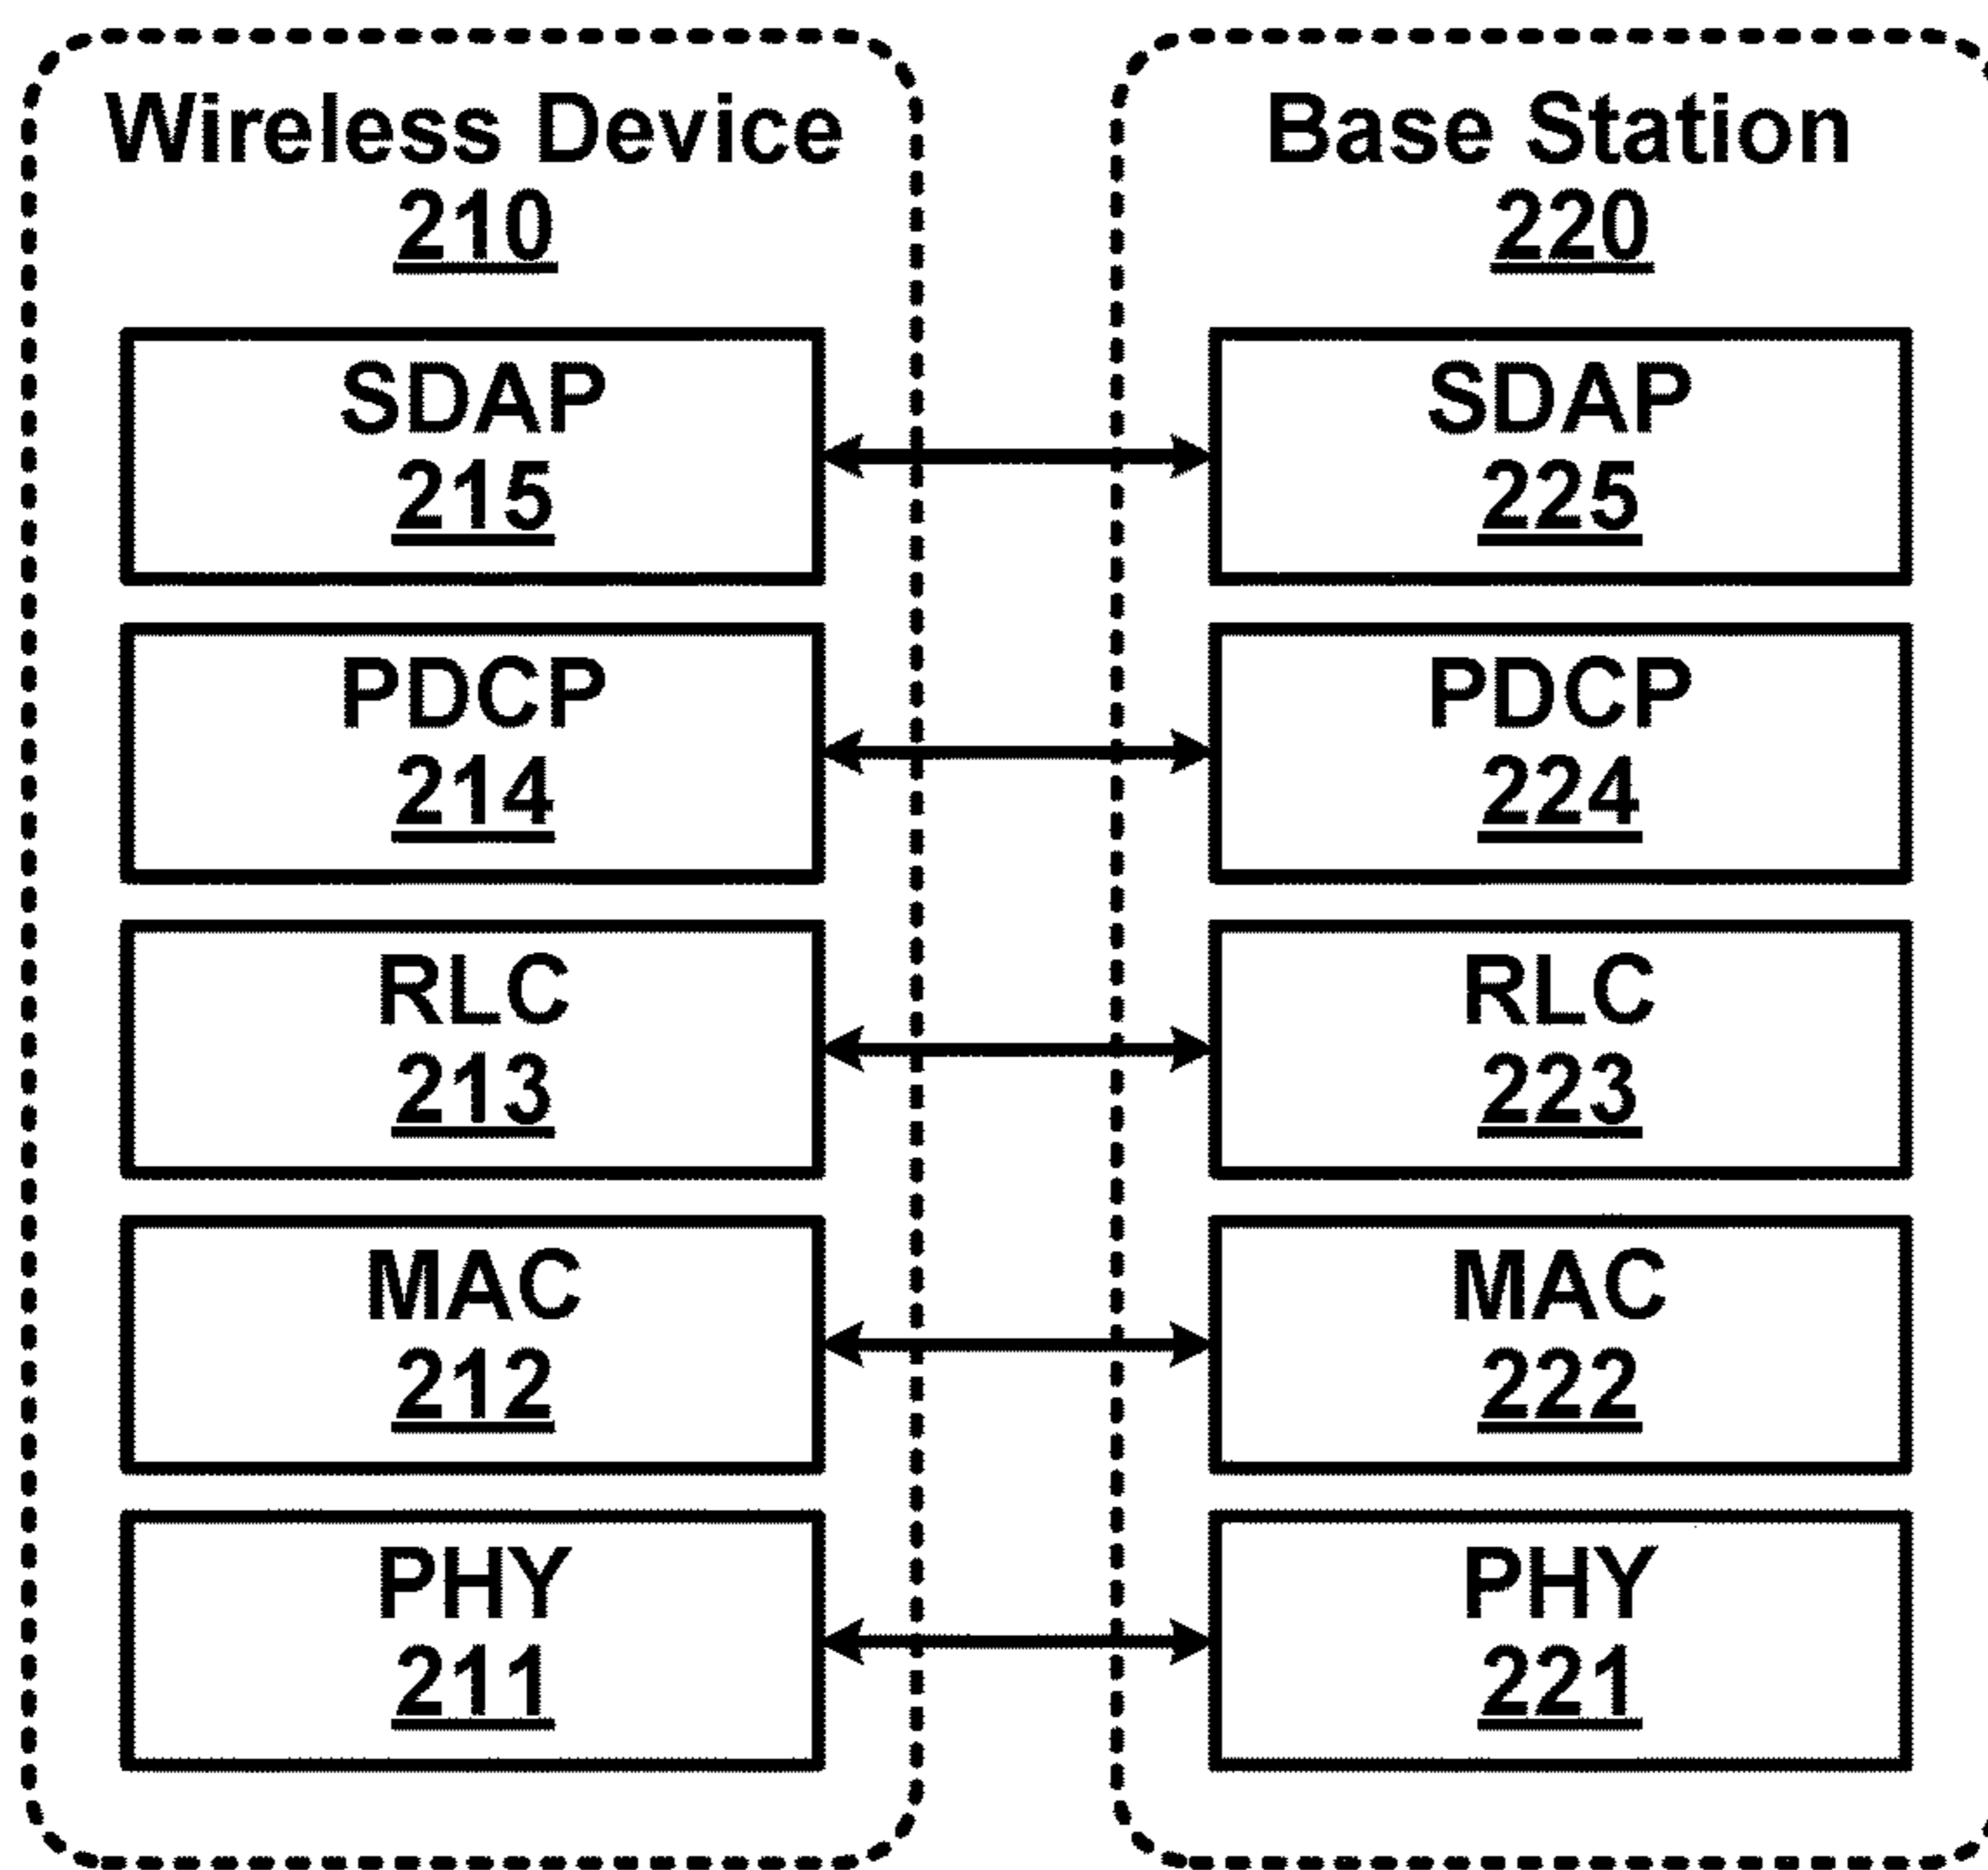 Wireless Device
210
SDAP
215
PDCP
214
RLC
213
MAC
212
PHY
211
Base Station
220
SDAP
225
PDCP
224
RLC
223
MAC
222
PHY
221